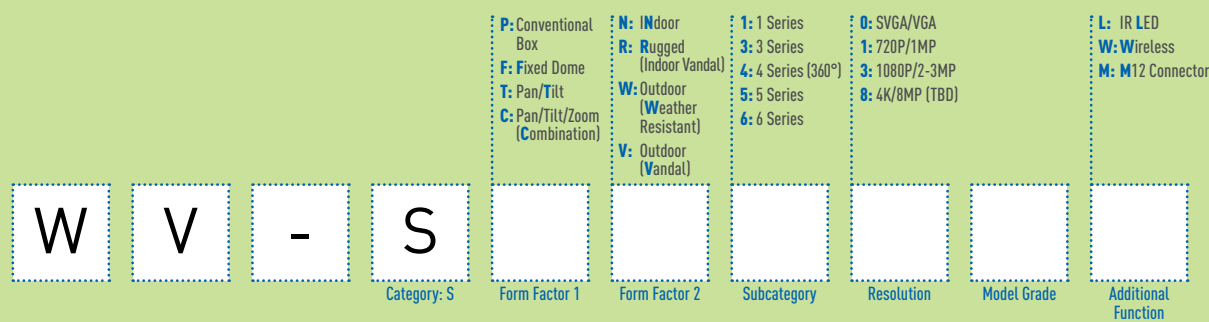 P: Conventional
Box
F: Fixed Dome
T: Pan/Tilt
C: Pan/Tilt/Zoom
(Combination)
N: INdoor
R: Rugged
(Indoor Vandal)
W: Outdoor
(Weather
Resistant)
V: Outdoor
(Vandal)
1: 1 Series
3: 3 Series
4: 4 Series (360°)
5: 5 Series
6: 6 Series
0: SVGA/VGA
1: 720P/1MP
3: 1080P/2-3MP
8: 4K/8MP (TBD)
L: IR LED
W: Wireless
M: M12 Connector
W V - S
Category: S
Form Factor 1
Form Factor 2
Subcategory
Resolution
Model Grade
Additional
Function